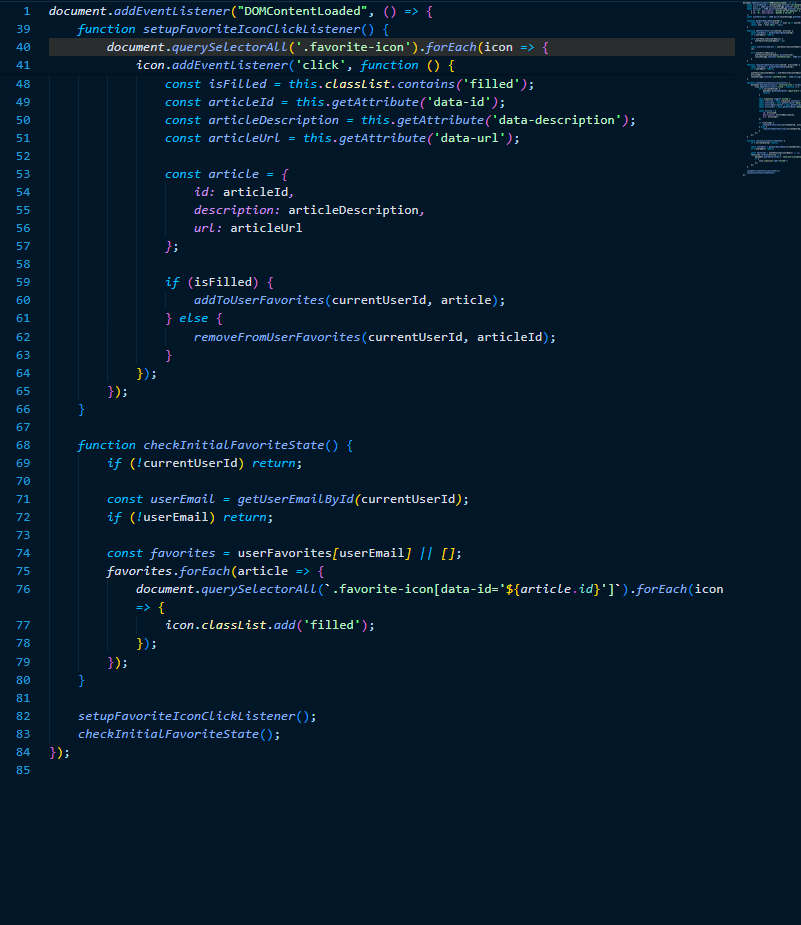 1 document.addEventListener("DOMContentLoaded", () => {
39 function setupFavoriteIconClickListener() {
40 document.querySelectorAll('.favorite-icon').forEach(icon => {
41 icon.addEventListener('click', function () {
48 const isFilled = this.classList.contains('filled');
49 const articleId = this.getAttribute('data-id');
50 const articleDescription = this.getAttribute('data-description');
51 const articleUrl = this.getAttribute('data-url');
52
53 const article = {
54 id: articleId,
55 description: articleDescription,
56 url: articleUrl
57 };
58
59 if (isFilled) {
60 addToUserFavorites(currentUserId, article);
61 } else {
62 removeFromUserFavorites(currentUserId, articleId);
63 }
64 });
65 });
66 }
67
68 function checkInitialFavoriteState() {
69 if (!currentUserId) return;
70
71 const userEmail = getUserEmailById(currentUserId);
72 if (!userEmail) return;
73
74 const favorites = userFavorites[userEmail] || [];
75 favorites.forEach(article => {
76 document.querySelectorAll(`.favorite-icon[data-id='${article.id}']`).forEach(icon
=> {
77 icon.classList.add('filled');
78 });
79 });
80 }
81
82 setupFavoriteIconClickListener();
83 checkInitialFavoriteState();
84 });
85